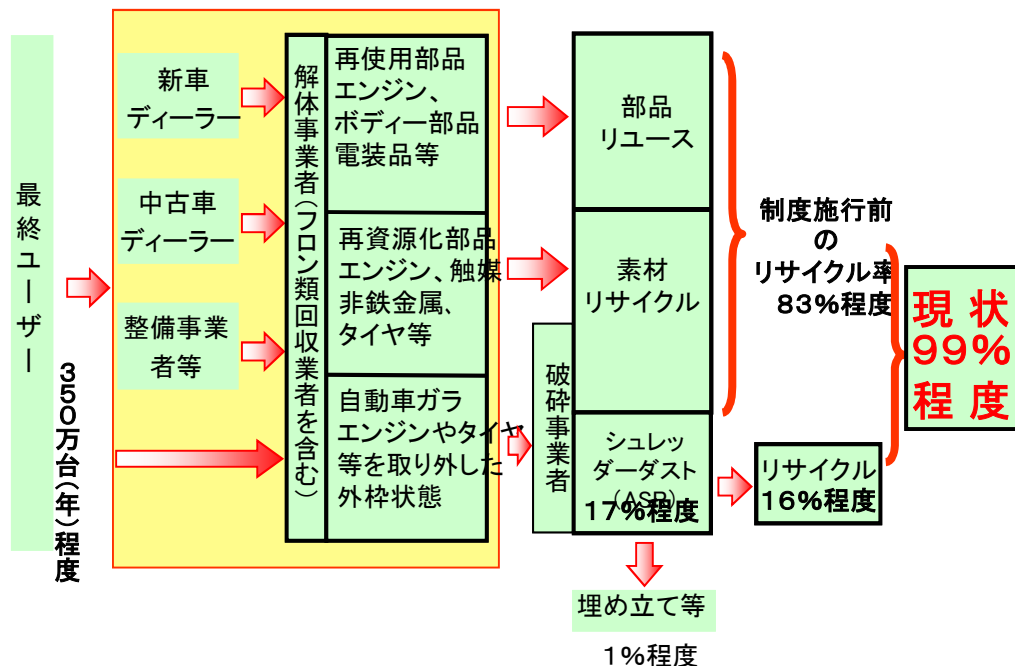 最終ユーザー
350万台(年)程度
新車
ディーラー
中古車
ディーラー
整備事業
者等
解体事業者(フロン類回収業者を含む)
再使用部品
エンジン、
ボディー部品
電装品等
再資源化部品
エンジン、触媒
非鉄金属、
タイヤ等
自動車ガラ
エンジンやタイヤ
等を取り外した
外枠状態
破砕事業者
部品
リユース
素材
リサイクル
シュレッ
ダーダスト
(ASR)
17%程度
埋め立て等
1%程度
リサイクル
16%程度
制度施行前
の
リサイクル率
83%程度
現状
99%
程度